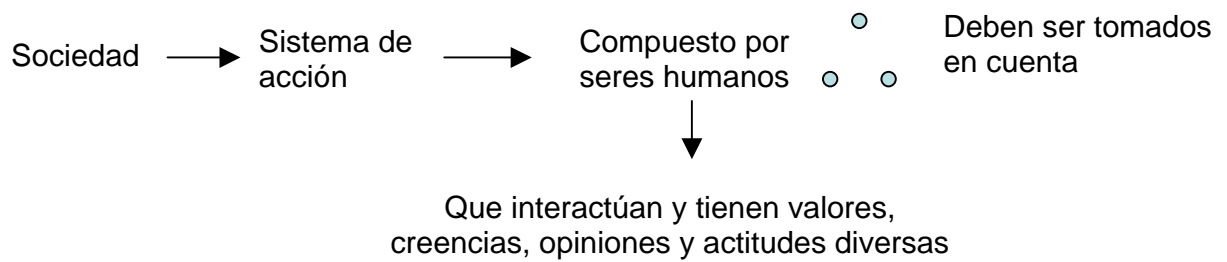 Sociedad
Sistema de
acción
Compuesto por
seres humanos
Deben ser tomados
en cuenta
Que interactúan y tienen valores,
creencias, opiniones y actitudes diversas